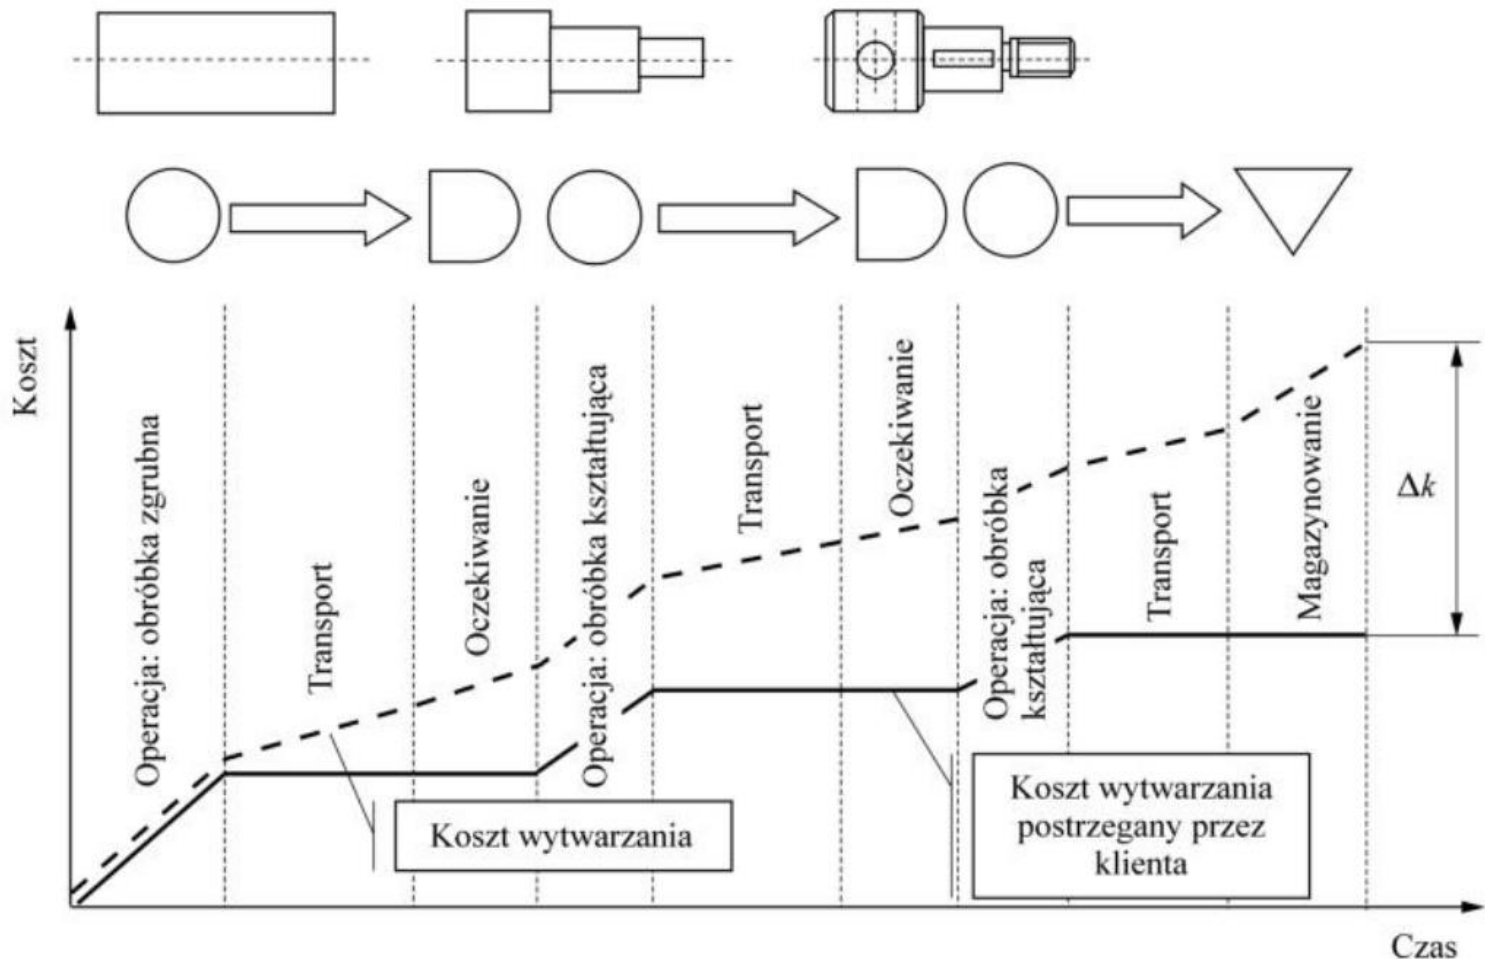 Koszt
Operacja: obróbka zgrubna
Transport
Oczekiwanie
Operacja: obróbka kształtująca
Transport
Oczekiwanie
Operacja: obróbka
kształtująca
Transport
Magazynowanie
Δk
Koszt wytwarzania
Koszt wytwarzania
postrzegany przez
klienta
Czas